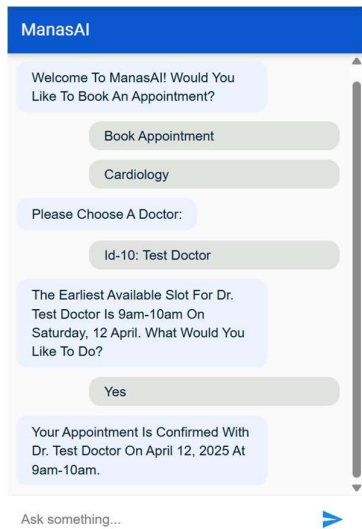 ManasAI
Welcome To ManasAI! Would You
Like To Book An Appointment?
Book Appointment
Cardiology
Please Choose A Doctor:
Id-10: Test Doctor
The Earliest Available Slot For Dr.
Test Doctor Is 9am-10am On
Saturday, 12 April. What Would You
Like To Do?
Yes
Your Appointment Is Confirmed With
Dr. Test Doctor On April 12, 2025 At
9am-10am.
Ask something...